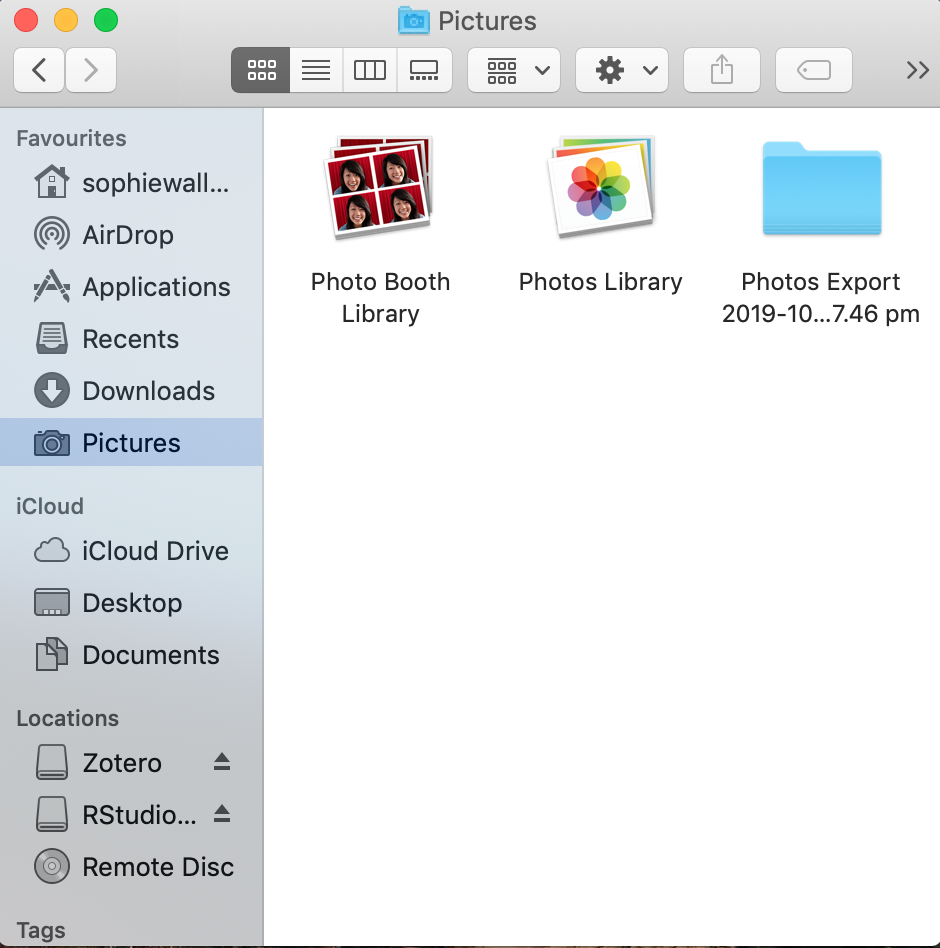 Pictures
Favourites
sophiewall...
AirDrop
Applications
Recents
Downloads
Pictures
iCloud
iCloud Drive
Desktop
Documents
Locations
Zotero
RStudio...
Remote Disc
Tags
Photo Booth
Library
Photos Library
Photos Export
2019-10...7.46 pm